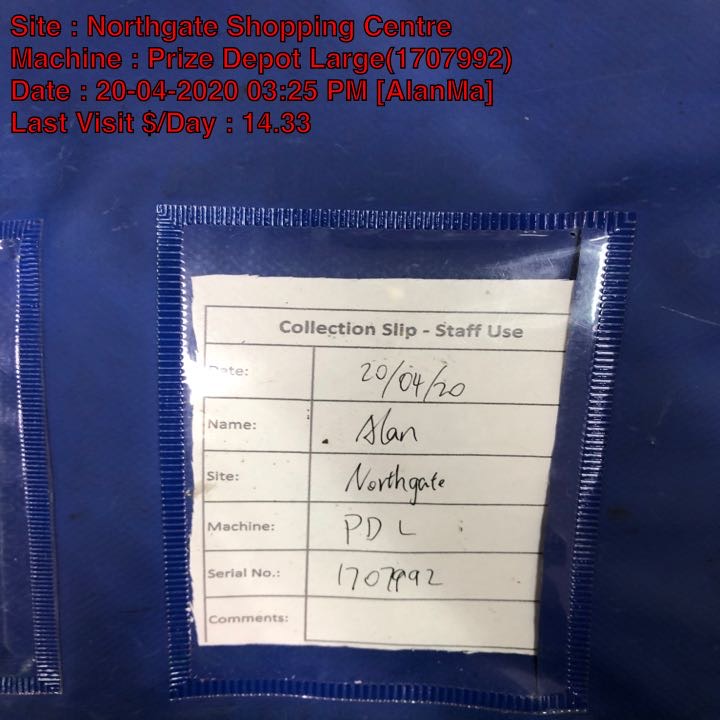 Site : Northgate Shopping Centre
Machine : Prize Depot Large(1707992)
Date : 20-04-2020 03:25 PM [AlanMa]
Last Visit $/Day : 14.33
Collection Slip - Staff Use
Date: 20/04/20
Name: Alan
Site: Northgate
Machine: PDL
Serial No.: 1707992
Comments: